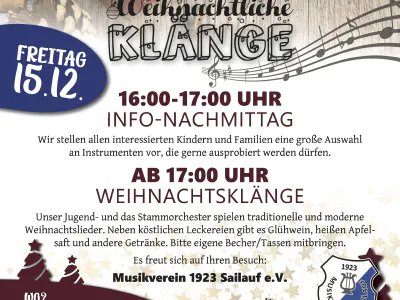 Weihnachtliche
KLÄNGE
FREITAG
15.12.
16:00-17:00 UHR
INFO-NACHMITTAG
Wir stellen allen interessierten Kindern und Familien eine große Auswahl
an Instrumenten vor, die gerne ausprobiert werden dürfen.
AB 17:00 UHR
WEIHNACHTSKLÄNGE
Unser Jugend- und das Stammorchester spielen traditionelle und moderne
Weihnachtslieder. Neben köstlichen Leckereien gibt es Glühwein, heißen Apfel-
saft und andere Getränke. Bitte eigene Becher/Tassen mitbringen.
Es freut sich auf Ihren Besuch:
Musikverein 1923 Sailauf e.V.
1923
WO?